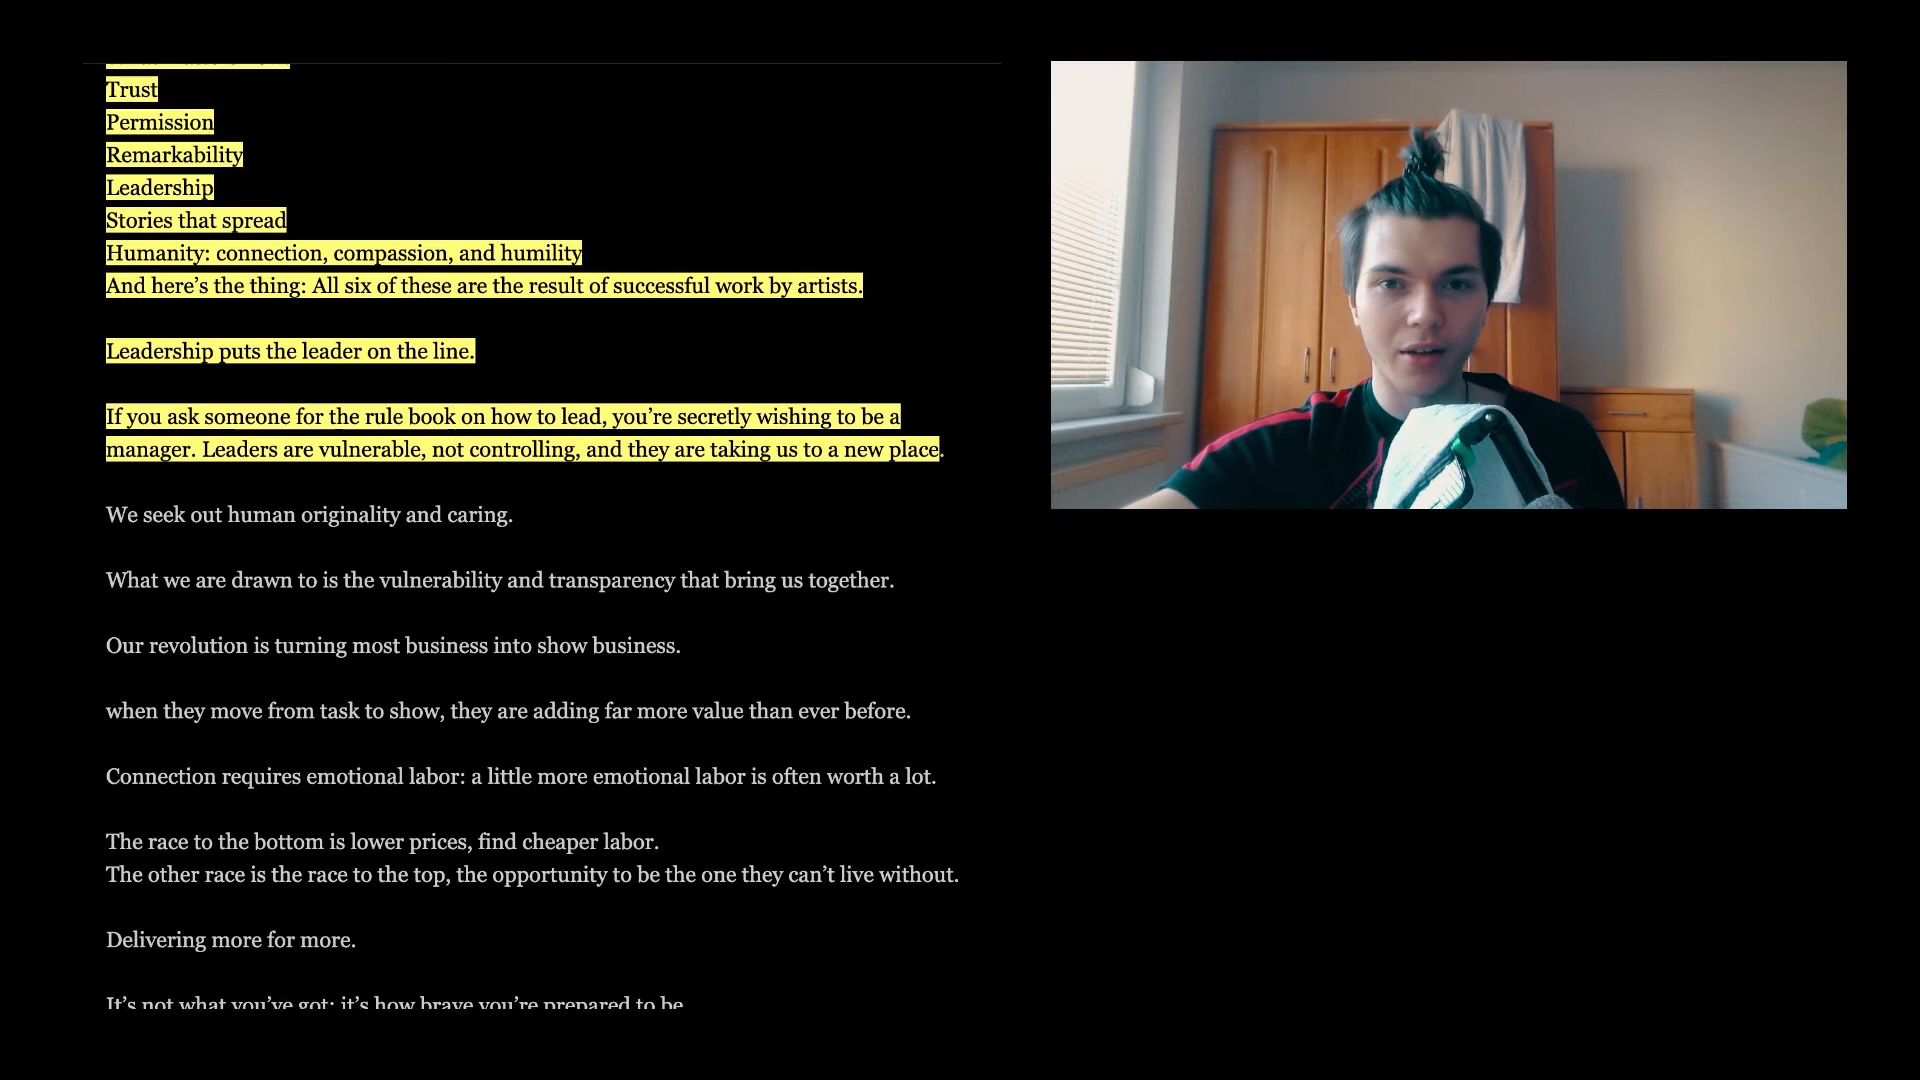 Trust
Permission
Remarkability
Leadership
Stories that spread
Humanity: connection, compassion, and humility
And here’s the thing: All six of these are the result of successful work by artists.
Leadership puts the leader on the line.
If you ask someone for the rule book on how to lead, you’re secretly wishing to be a
manager. Leaders are vulnerable, not controlling, and they are taking us to a new place.
We seek out human originality and caring.
What we are drawn to is the vulnerability and transparency that bring us together.
Our revolution is turning most business into show business.
when they move from task to show, they are adding far more value than ever before.
Connection requires emotional labor: a little more emotional labor is often worth a lot.
The race to the bottom is lower prices, find cheaper labor.
The other race is the race to the top, the opportunity to be the one they can’t live without.
Delivering more for more.
It’s not what you’ve got; it’s how brave you’re prepared to be